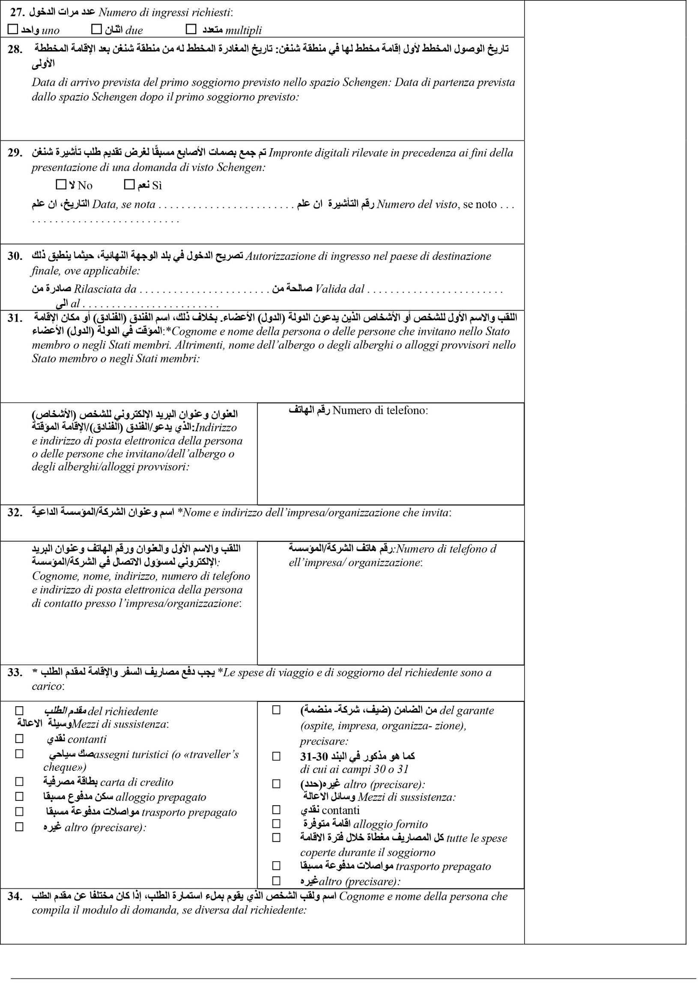 27. عدد مرات الدخول Numero di ingressi richiesti:
☐ واحد uno ☐ اثنان due ☐ متعدد multipli
28. تاريخ الوصول المخطط لأول إقامة مخطط لها في منطقة شنغن: تاريخ المغادرة المخطط له من منطقة شنغن بعد الإقامة المخططة
الأولى
Data di arrivo prevista del primo soggiorno previsto nello spazio Schengen: Data di partenza prevista
dallo spazio Schengen dopo il primo soggiorno previsto:
29. تم جمع بصمات الأصابع مسبقًا لغرض تقديم طلب تأشيرة شنغن Impronte digitali rilevate in precedenza ai fini della
presentazione di una domanda di visto Schengen:
☐ لا No ☐ نعم Sì
التاريخ، ان علم Data, se nota . . . . . . . . . . . . . . . . . . . . . . . . رقم التأشيرة ان علم Numero del visto, se noto . . .
. . . . . . . . . . . . . . . . . . . . . . . . . .
30. تصريح الدخول في بلد الوجهة النهائية، حيثما ينطبق ذلك Autorizzazione di ingresso nel paese di destinazione
finale, ove applicabile:
صادرة من Rilasciata da . . . . . . . . . . . . . . . . . . . . . . . صالحة من Valida dal . . . . . . . . . . . . . . . . . . . . . . . .
الى al . . . . . . . . . . . . . . . . . . . . . . . .
31. اللقب والاسم الأول للشخص أو الأشخاص الذين يدعون الدولة (الدول) الأعضاء. بخلاف ذلك، اسم الفندق (الفنادق) أو مكان الإقامة
المؤقت في الدولة (الدول) الأعضاء:*Cognome e nome della persona o delle persone che invitano nello Stato
membro o negli Stati membri. Altrimenti, nome dell’albergo o degli alberghi o alloggi provvisori nello
Stato membro o negli Stati membri:
العنوان وعنوان البريد الإلكتروني للشخص (الأشخاص)
الذي يدعو/الفندق (الفنادق)/الإقامة المؤقتة:Indirizzo
e indirizzo di posta elettronica della persona
o delle persone che invitano/dell’albergo o
degli alberghi/alloggi provvisori:
رقم الهاتف Numero di telefono:
32. اسم وعنوان الشركة/المؤسسة الداعية *Nome e indirizzo dell’impresa/organizzazione che invita:
اللقب والاسم الأول والعنوان ورقم الهاتف وعنوان البريد
الإلكتروني لمسؤول الاتصال في الشركة/المؤسسة:
Cognome, nome, indirizzo, numero di telefono
e indirizzo di posta elettronica della persona
di contatto presso l’impresa/organizzazione:
رقم هاتف الشركة/المؤسسة:Numero di telefono d
ell’impresa/ organizzazione:
33. * يجب دفع مصاريف السفر والإقامة لمقدم الطلب *Le spese di viaggio e di soggiorno del richiedente sono a
carico:
☐ مقدم الطلب del richiedente
وسيلة الاعالة Mezzi di sussistenza:
☐ نقدي contanti
☐ صك سياحي assegni turistici (o «traveller’s
cheque»)
☐ بطاقة مصرفية carta di credito
☐ سكن مدفوع مسبقا alloggio prepagato
☐ مواصلات مدفوعة مسبقا trasporto prepagato
☐ غيره altro (precisare):
☐ من الضامن (ضيف، شركة- منضمة) del garante
(ospite, impresa, organizza- zione),
precisare:
☐ كما هو مذكور في البند 30-31
di cui ai campi 30 o 31
☐ غيره(حدد) altro (precisare):
وسائل الاعالة Mezzi di sussistenza:
☐ نقدي contanti
☐ اقامة متوفرة alloggio fornito
☐ كل المصاريف مغطاة خلال فترة الاقامة tutte le spese
coperte durante il soggiorno
☐ مواصلات مدفوعة مسبقا trasporto prepagato
☐ غيره altro (precisare):
34. اسم ولقب الشخص الذي يقوم بملء استمارة الطلب، إذا كان مختلفا عن مقدم الطلب Cognome e nome della persona che
compila il modulo di domanda, se diversa dal richiedente: